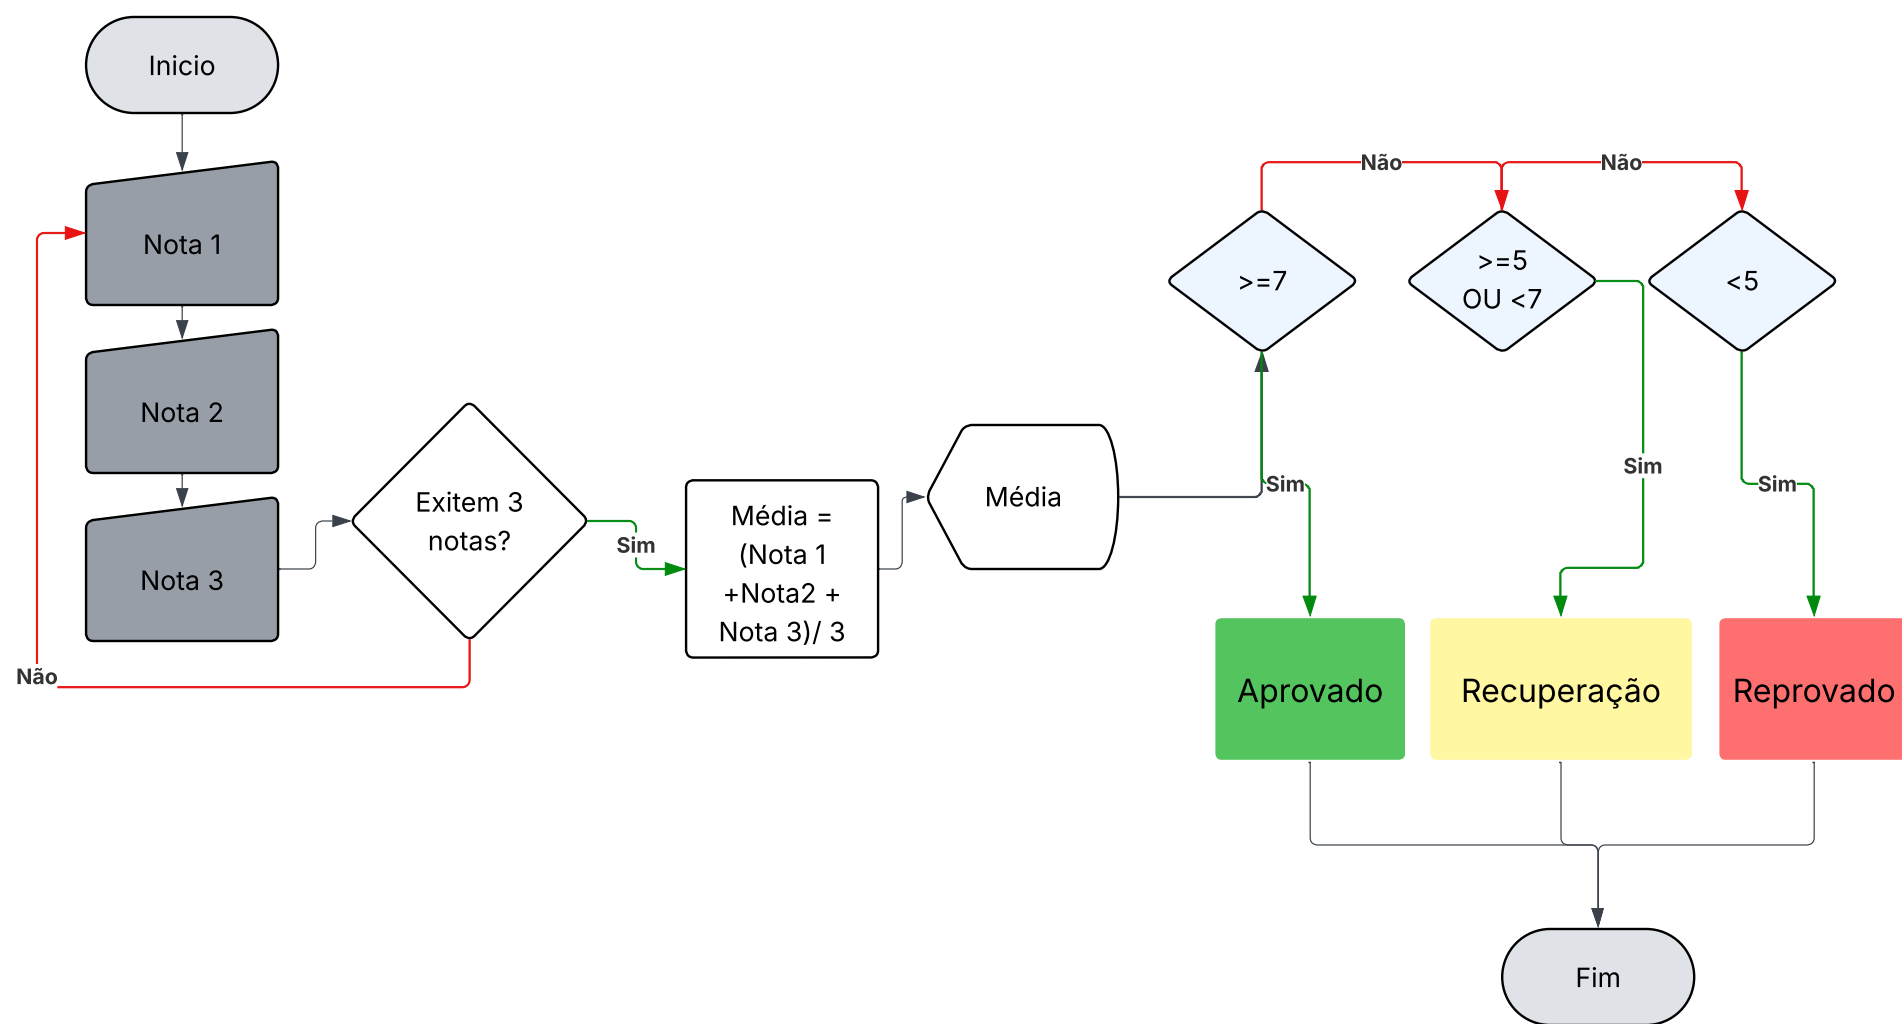 Inicio
Nota 1
Nota 2
Nota 3
Não
Exitem 3
notas?
Sim
Média =
(Nota 1
+Nota2 +
Nota 3)/ 3
Média
>=7
Não
>=5
OU <7
Não
<5
Sim
Sim
Sim
Aprovado
Recuperação
Reprovado
Fim